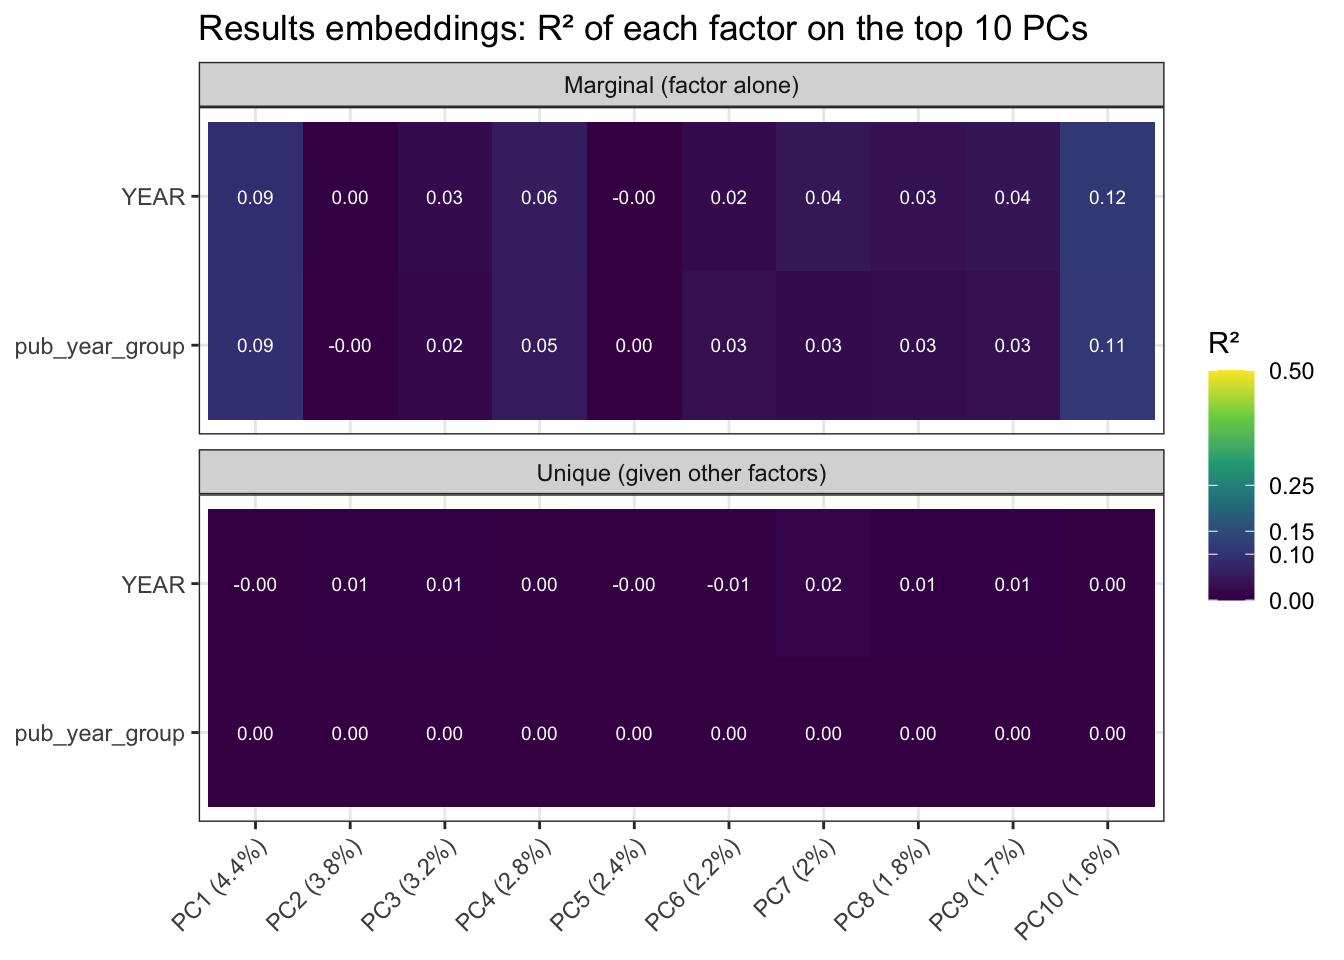 Results embeddings: R² of each factor on the top 10 PCs
Marginal (factor alone)
YEAR
0.09 0.00 0.03 0.06 -0.00 0.02 0.04 0.03 0.04 0.12
pub_year_group
0.09 -0.00 0.02 0.05 0.00 0.03 0.03 0.03 0.03 0.11
Unique (given other factors)
YEAR
-0.00 0.01 0.01 0.00 -0.00 -0.01 0.02 0.01 0.01 0.00
pub_year_group
0.00 0.00 0.00 0.00 0.00 0.00 0.00 0.00 0.00 0.00
PC1 (4.4%)
PC2 (3.8%)
PC3 (3.2%)
PC4 (2.8%)
PC5 (2.4%)
PC6 (2.2%)
PC7 (2%)
PC8 (1.8%)
PC9 (1.7%)
PC10 (1.6%)
R²
0.50
0.25
0.15
0.10
0.00